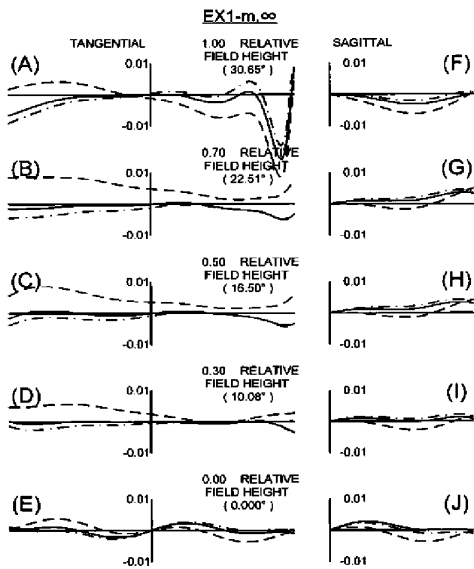 EX1-m,∞
TANGENTIAL 1.00 RELATIVE SAGITTAL
FIELD HEIGHT
(30.65°)
(A) 0.01 0.01 (F)
-0.01 -0.01
0.70 RELATIVE
FIELD HEIGHT
(22.51°)
(B) 0.01 0.01 (G)
-0.01 -0.01
0.50 RELATIVE
FIELD HEIGHT
(16.50°)
(C) 0.01 0.01 (H)
-0.01 -0.01
0.30 RELATIVE
FIELD HEIGHT
(10.08°)
(D) 0.01 0.01 (I)
-0.01 -0.01
0.00 RELATIVE
FIELD HEIGHT
(0.000°)
(E) 0.01 0.01 (J)
-0.01 -0.01